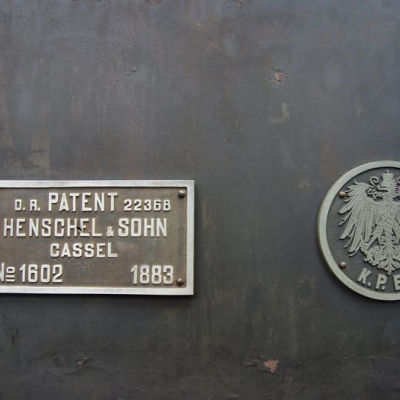 D. R. PATENT 22368
HENSCHEL & SOHN
CASSEL
No 1602 1883
K.P.E